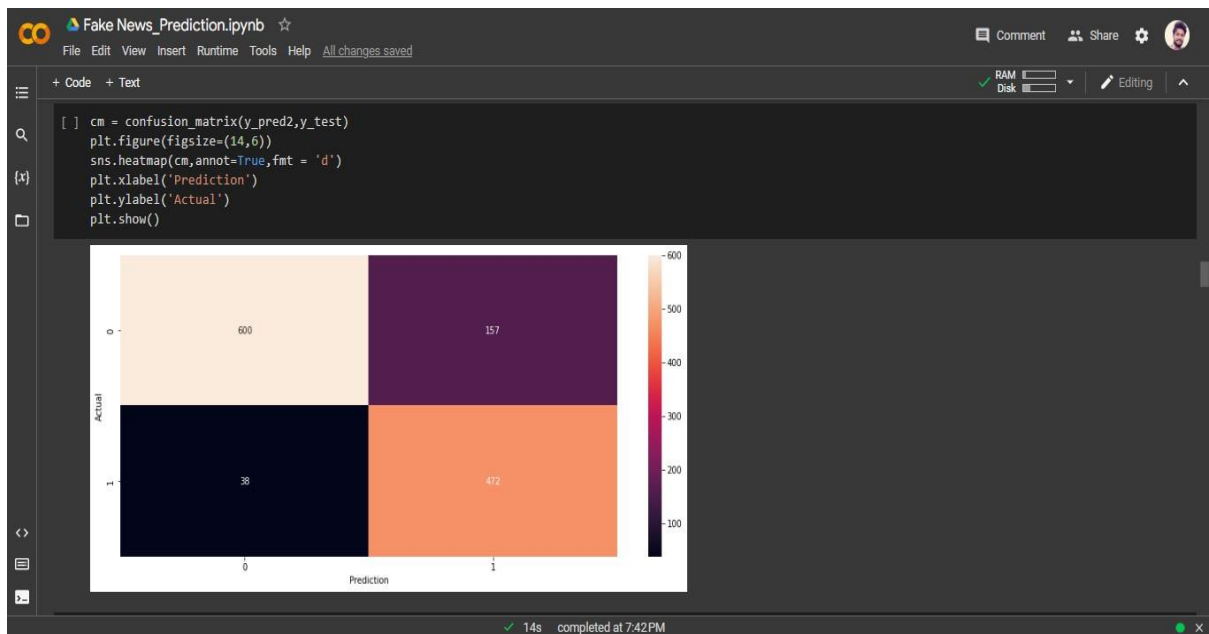 CO Fake News_Prediction.ipynb ☆
Comment Share
File Edit View Insert Runtime Tools Help All changes saved
+ Code + Text
RAM
Disk
Editing
[ ] cm = confusion_matrix(y_pred2,y_test)
plt.figure(figsize=(14,6))
sns.heatmap(cm,annot=True,fmt = 'd')
{x}
plt.xlabel('Prediction')
plt.ylabel('Actual')
plt.show()
600
500
400
300
200
100
0
600 157
Actual
1
38 472
0 1
Prediction
<>
>_
✓ 14s completed at 7:42 PM
X